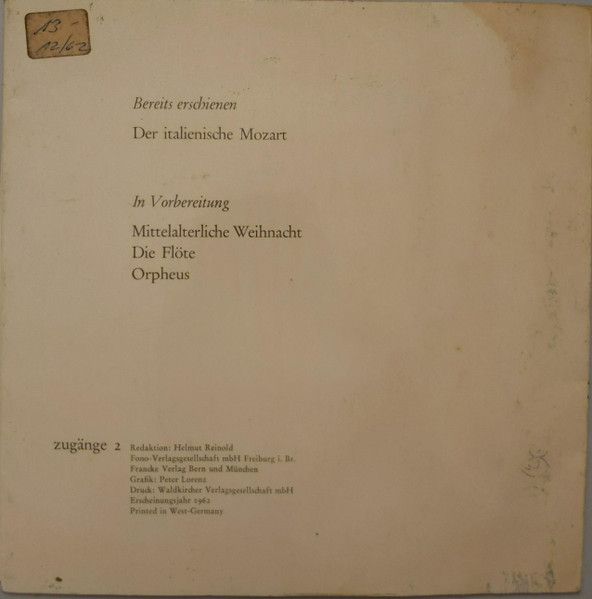 13-
12/62
Bereits erschienen
Der italienische Mozart
In Vorbereitung
Mittelalterliche Weihnacht
Die Flöte
Orpheus
zugänge 2
Redaktion: Helmut Reinold
Fono-Verlagsgesellschaft mbH Freiburg i. Br.
Francke Verlag Bern und München
Grafik: Peter Lorenz
Druck: Waldkircher Verlagsgesellschaft mbH
Erscheinungsjahr 1962
Printed in West-Germany